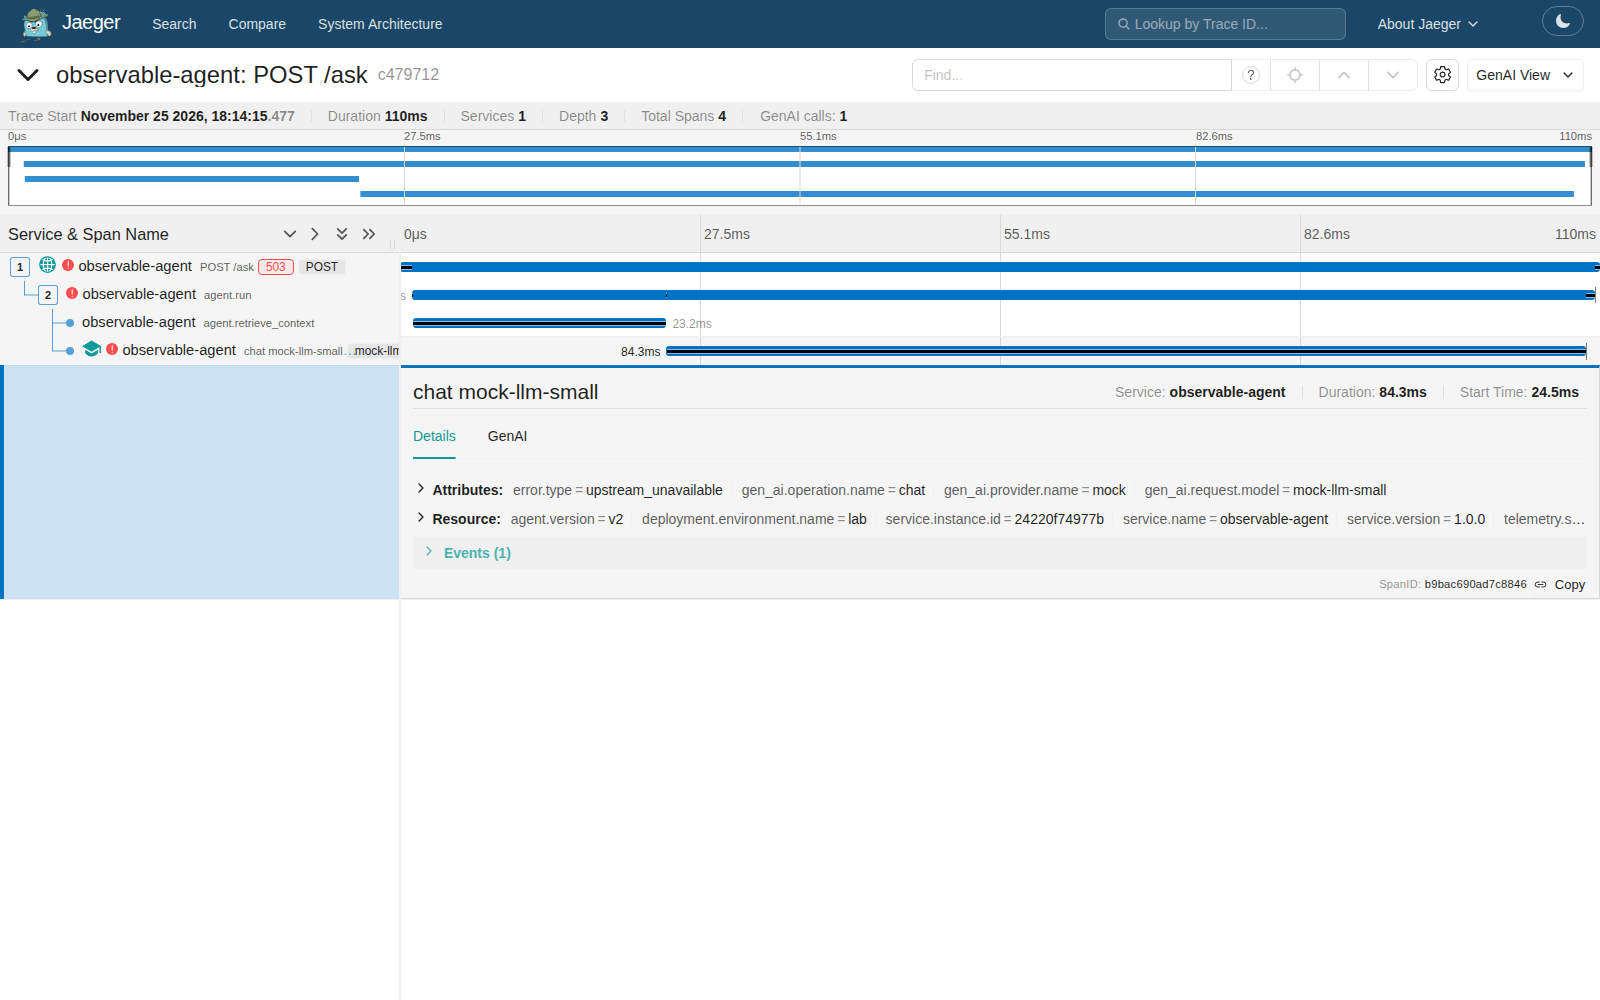 Jaeger Search Compare System Architecture Lookup by Trace ID... About Jaeger
observable-agent: POST /ask c479712 Find... ? GenAI View
Trace Start November 25 2026, 18:14:15.477 Duration 110ms Services 1 Depth 3 Total Spans 4 GenAI calls: 1
0μs 27.5ms 55.1ms 82.6ms 110ms
Service & Span Name 0μs 27.5ms 55.1ms 82.6ms 110ms
1 observable-agent POST /ask 503 POST
2 observable-agent agent.run s
observable-agent agent.retrieve_context 23.2ms
observable-agent chat mock-llm-small... mock-llm 84.3ms
chat mock-llm-small Service: observable-agent Duration: 84.3ms Start Time: 24.5ms
Details GenAI
Attributes: error.type = upstream_unavailable gen_ai.operation.name = chat gen_ai.provider.name = mock gen_ai.request.model = mock-llm-small
Resource: agent.version = v2 deployment.environment.name = lab service.instance.id = 24220f74977b service.name = observable-agent service.version = 1.0.0 telemetry.s...
Events (1)
SpanID: b9bac690ad7c8846 Copy